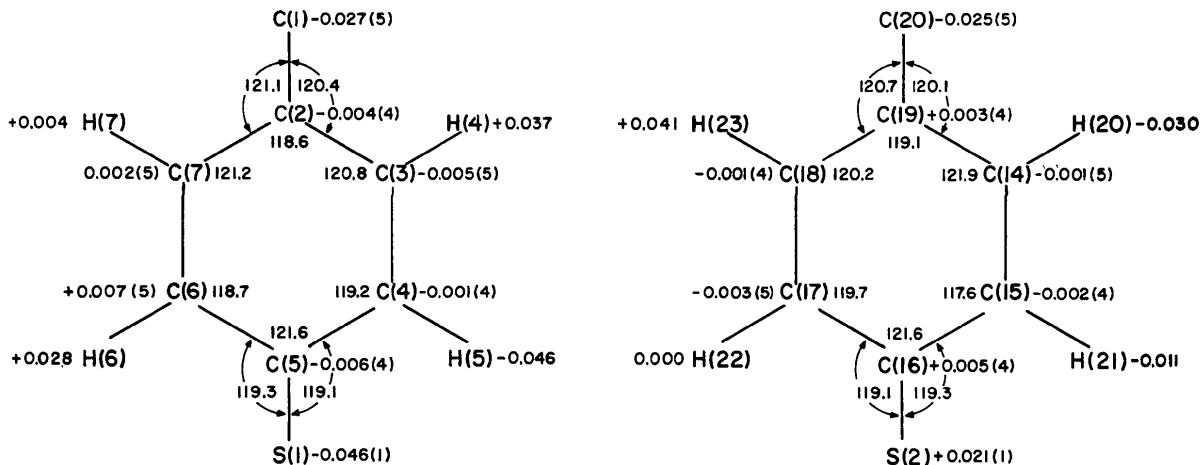 C(1)-0.027(5)
121.1 120.4
C(2)-0.004(4)
118.6
+0.004 H(7)
H(4)+0.037
0.002(5) C(7) 121.2
120.8 C(3)-0.005(5)
+0.007(5) C(6) 118.7
119.2 C(4)-0.001(4)
121.6
+0.028 H(6)
C(5)-0.006(4)
H(5)-0.046
119.3 119.1
S(1)-0.046(1)
C(20)-0.025(5)
120.7 120.1
C(19)+0.003(4)
119.1
+0.041 H(23)
H(20)-0.030
-0.001(4) C(18) 120.2
121.9 C(14)-0.001(5)
-0.003(5) C(17) 119.7
117.6 C(15)-0.002(4)
121.6
0.000 H(22)
C(16)+0.005(4)
H(21)-0.011
119.1 119.3
S(2)+0.021(1)